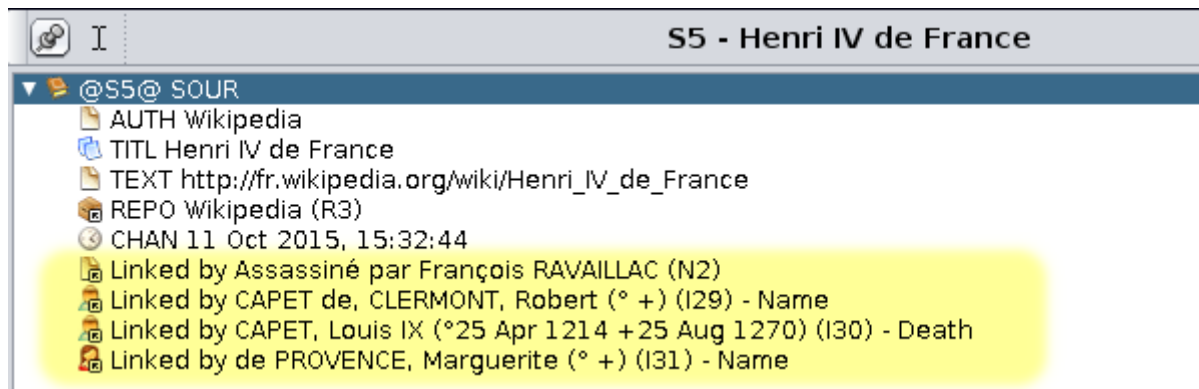 S5 - Henri IV de France
@S5@ SOUR
AUTH Wikipedia
TITL Henri IV de France
TEXT http://fr.wikipedia.org/wiki/Henri_IV_de_France
REPO Wikipedia (R3)
CHAN 11 Oct 2015, 15:32:44
Linked by Assassiné par François RAVAILLAC (N2)
Linked by CAPET de, CLERMONT, Robert (° +) (I29) - Name
Linked by CAPET, Louis IX (°25 Apr 1214 +25 Aug 1270) (I30) - Death
Linked by de PROVENCE, Marguerite (° +) (I31) - Name